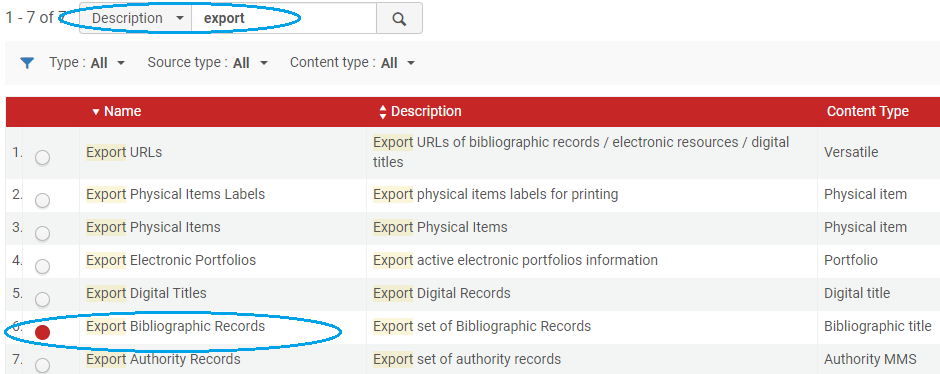 1 - 7 of 7 Description export
Type : All Source type : All Content type : All
Name Description Content Type
1. Export URLs Export URLs of bibliographic records / electronic resources / digital titles Versatile
2. Export Physical Items Labels Export physical items labels for printing Physical item
3. Export Physical Items Export Physical Items Physical item
4. Export Electronic Portfolios Export active electronic portfolios information Portfolio
5. Export Digital Titles Export Digital Records Digital title
6. Export Bibliographic Records Export set of Bibliographic Records Bibliographic title
7. Export Authority Records Export set of authority records Authority MMS